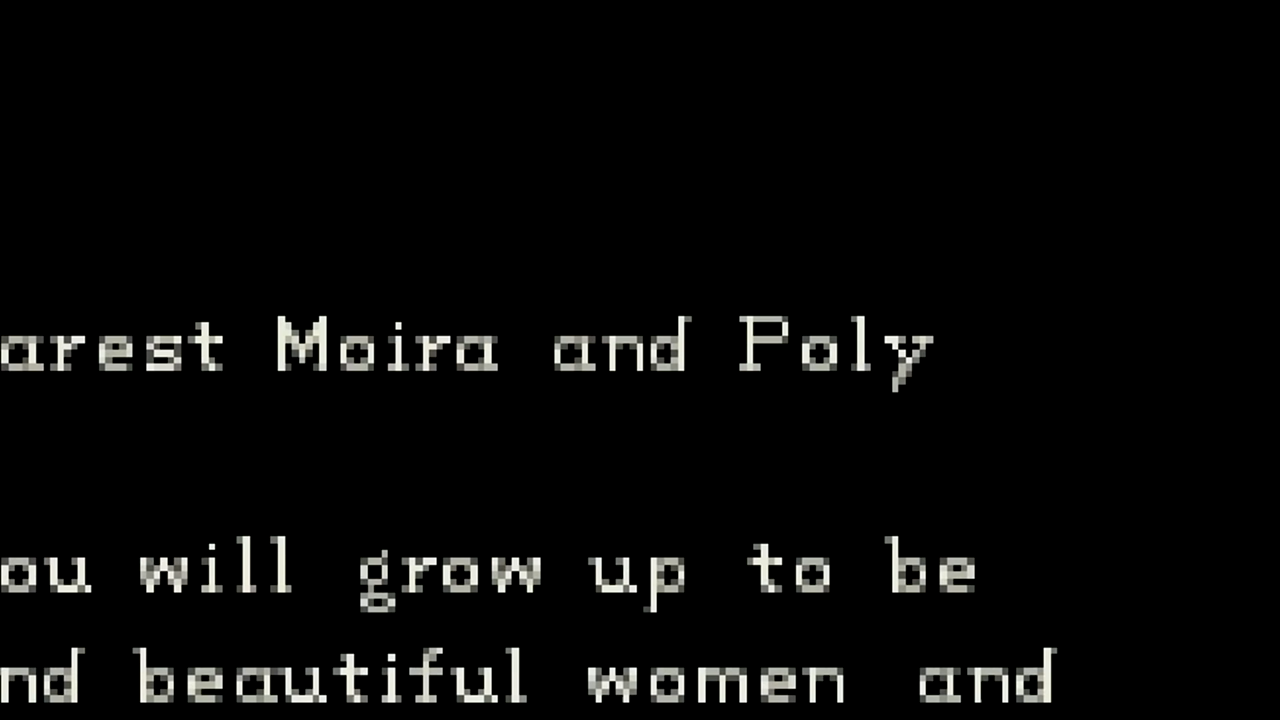 arest Moira and Poly
ou will grow up to be
nd beautiful women and